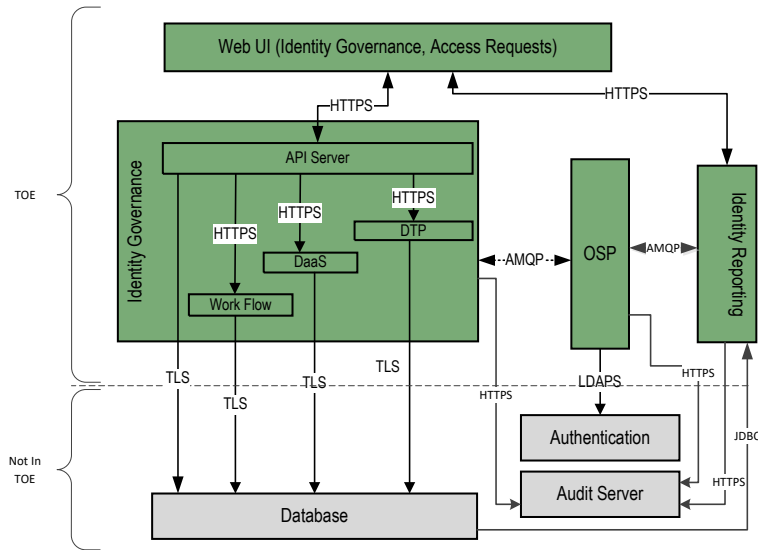 Web UI (Identity Governance, Access Requests)
HTTPS
HTTPS
API Server
TOE
Identity Governance
HTTPS
HTTPS
HTTPS
DTP
DaaS
Work Flow
AMQP
OSP
AMQP
Identity Reporting
TLS
TLS
TLS
TLS
HTTPS
LDAPS
HTTPS
Not In
TOE
Authentication
JDBC
Audit Server
HTTPS
Database